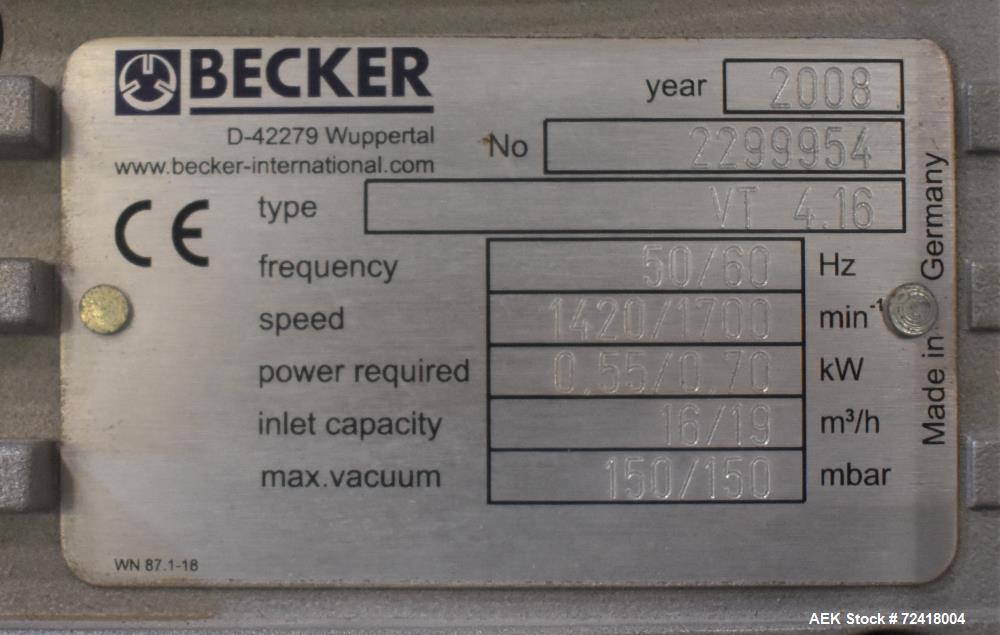 BECKER
D-42279 Wuppertal
www.becker-international.com
year 2008
No 2299954
type VT 4.16
CE
frequency 50/60 Hz
speed 1420/1700 min⁻¹
power required 0.55/0.70 kW
inlet capacity 16/19 m³/h
max.vacuum 150/150 mbar
Made in Germany
WN 87.1-18
AEK Stock # 72418004